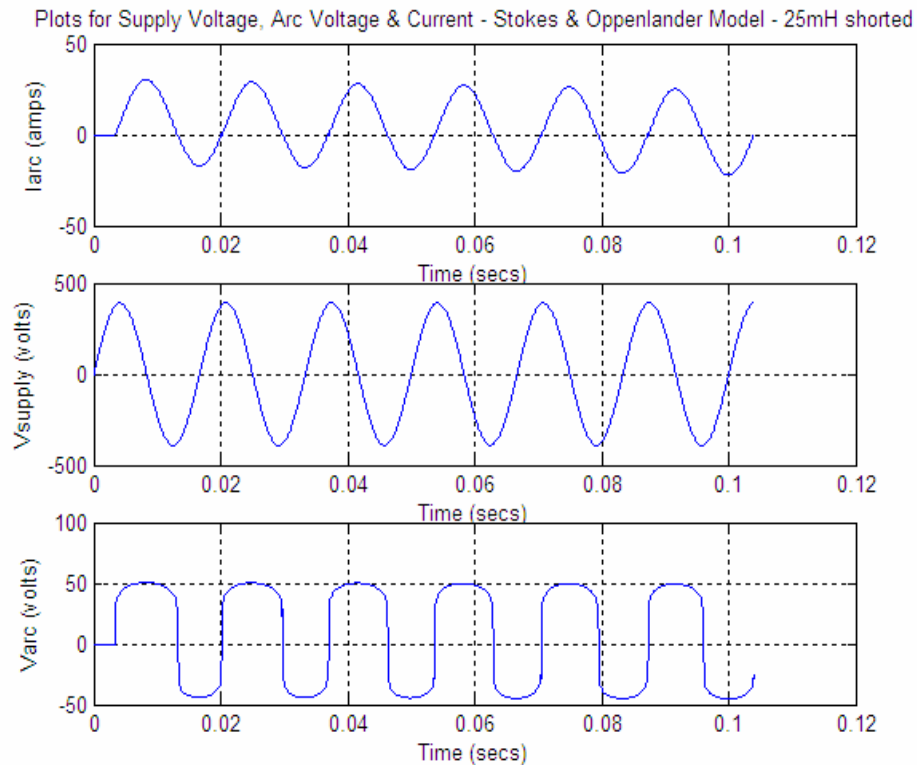 Plots for Supply Voltage, Arc Voltage & Current - Stokes & Oppenlander Model - 25mH shorted
50
0
-50
Iarc (amps)
0 0.02 0.04 0.06 0.08 0.1 0.12
Time (secs)
500
0
-500
Vsupply (volts)
0 0.02 0.04 0.06 0.08 0.1 0.12
Time (secs)
100
50
0
-50
Varc (volts)
0 0.02 0.04 0.06 0.08 0.1 0.12
Time (secs)